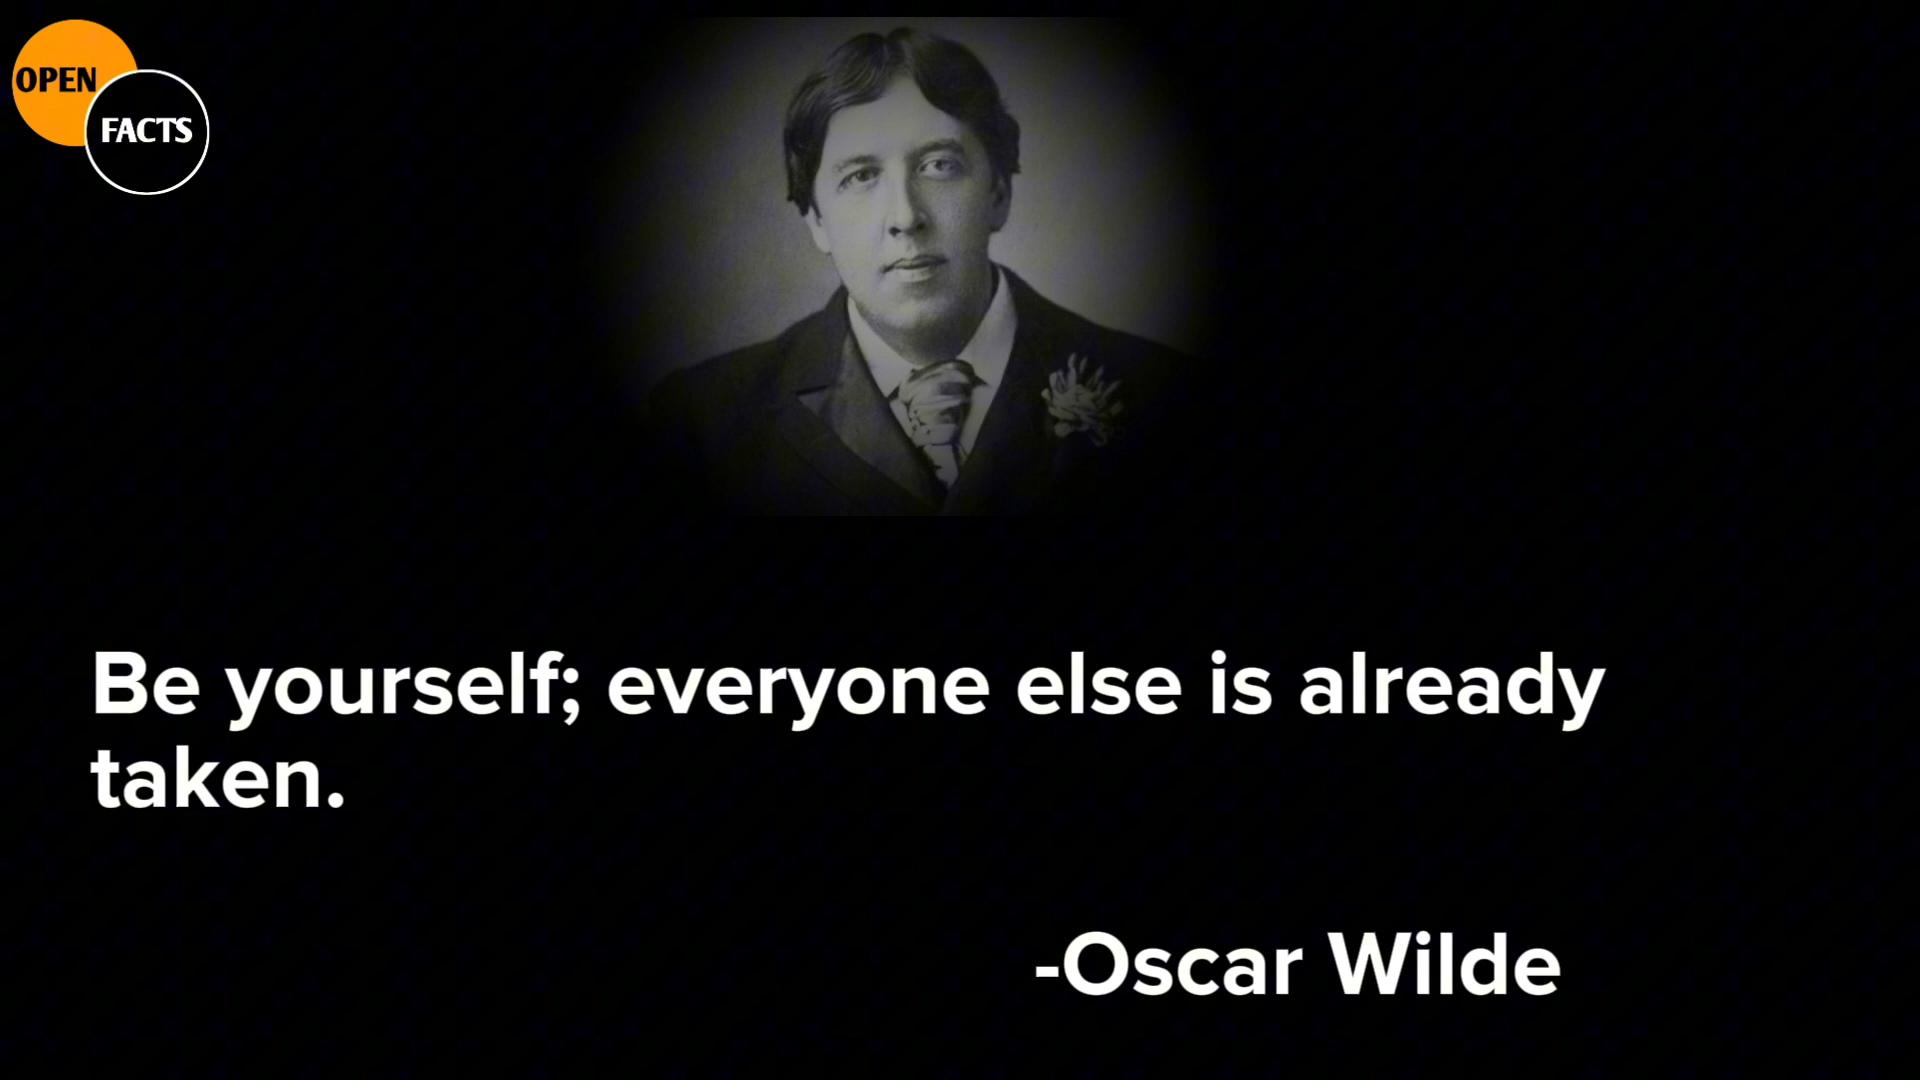 OPEN
FACTS
Be yourself; everyone else is already
taken.
-Oscar Wilde